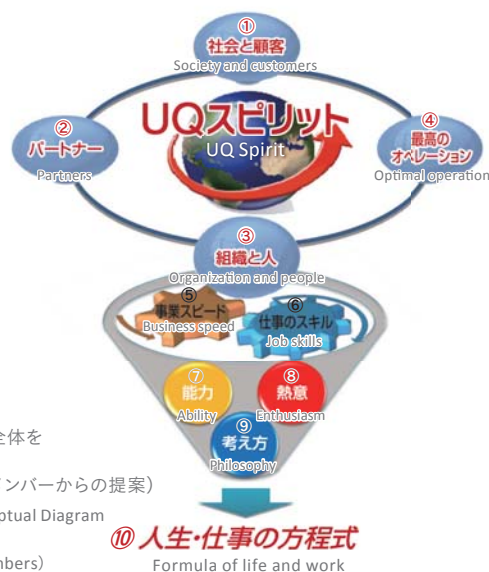 ①
社会と顧客
Society and customers
UQスピリット
UQ Spirit
②
パートナー
Partners
④
最高の
オペレーション
Optimal operation
③
組織と人
Organization and people
⑤
事業スピード
Business speed
⑥
仕事のスキル
Job skills
⑦
能力
Ability
⑧
熱意
Enthusiasm
⑨
考え方
Philosophy
全体を
ンバーからの提案）
ptual Diagram
nbers)
⑩ 人生・仕事の方程式
Formula of life and work